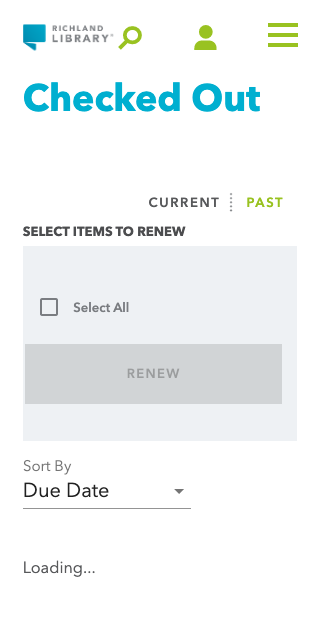 RICHLAND
LIBRARY
Checked Out
CURRENT
PAST
SELECT ITEMS TO RENEW
Select All
RENEW
Sort By
Due Date
Loading...